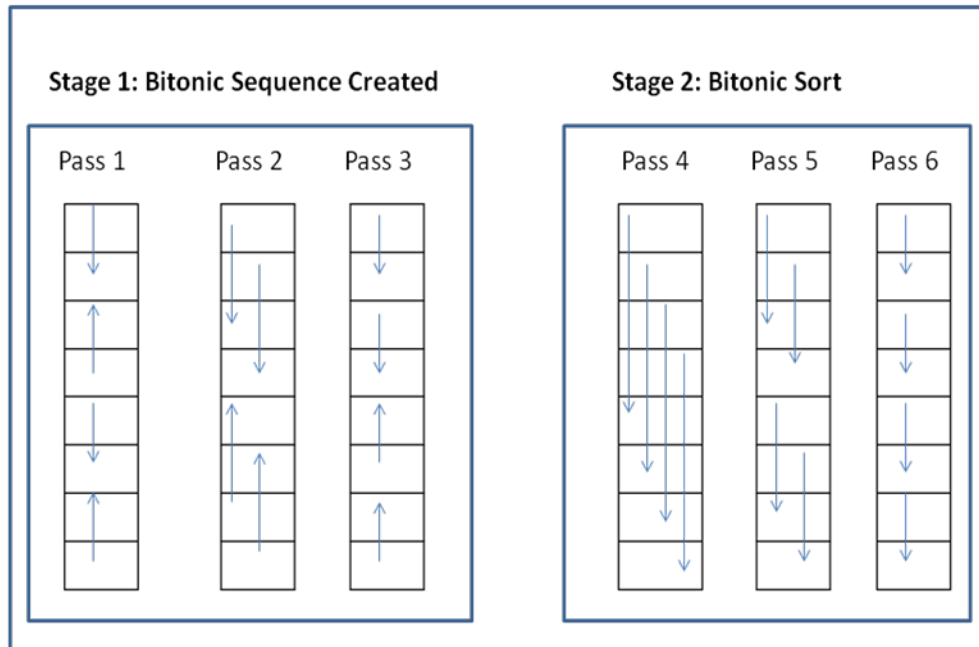 Stage 1: Bitonic Sequence Created
Pass 1
Pass 2
Pass 3
Stage 2: Bitonic Sort
Pass 4
Pass 5
Pass 6